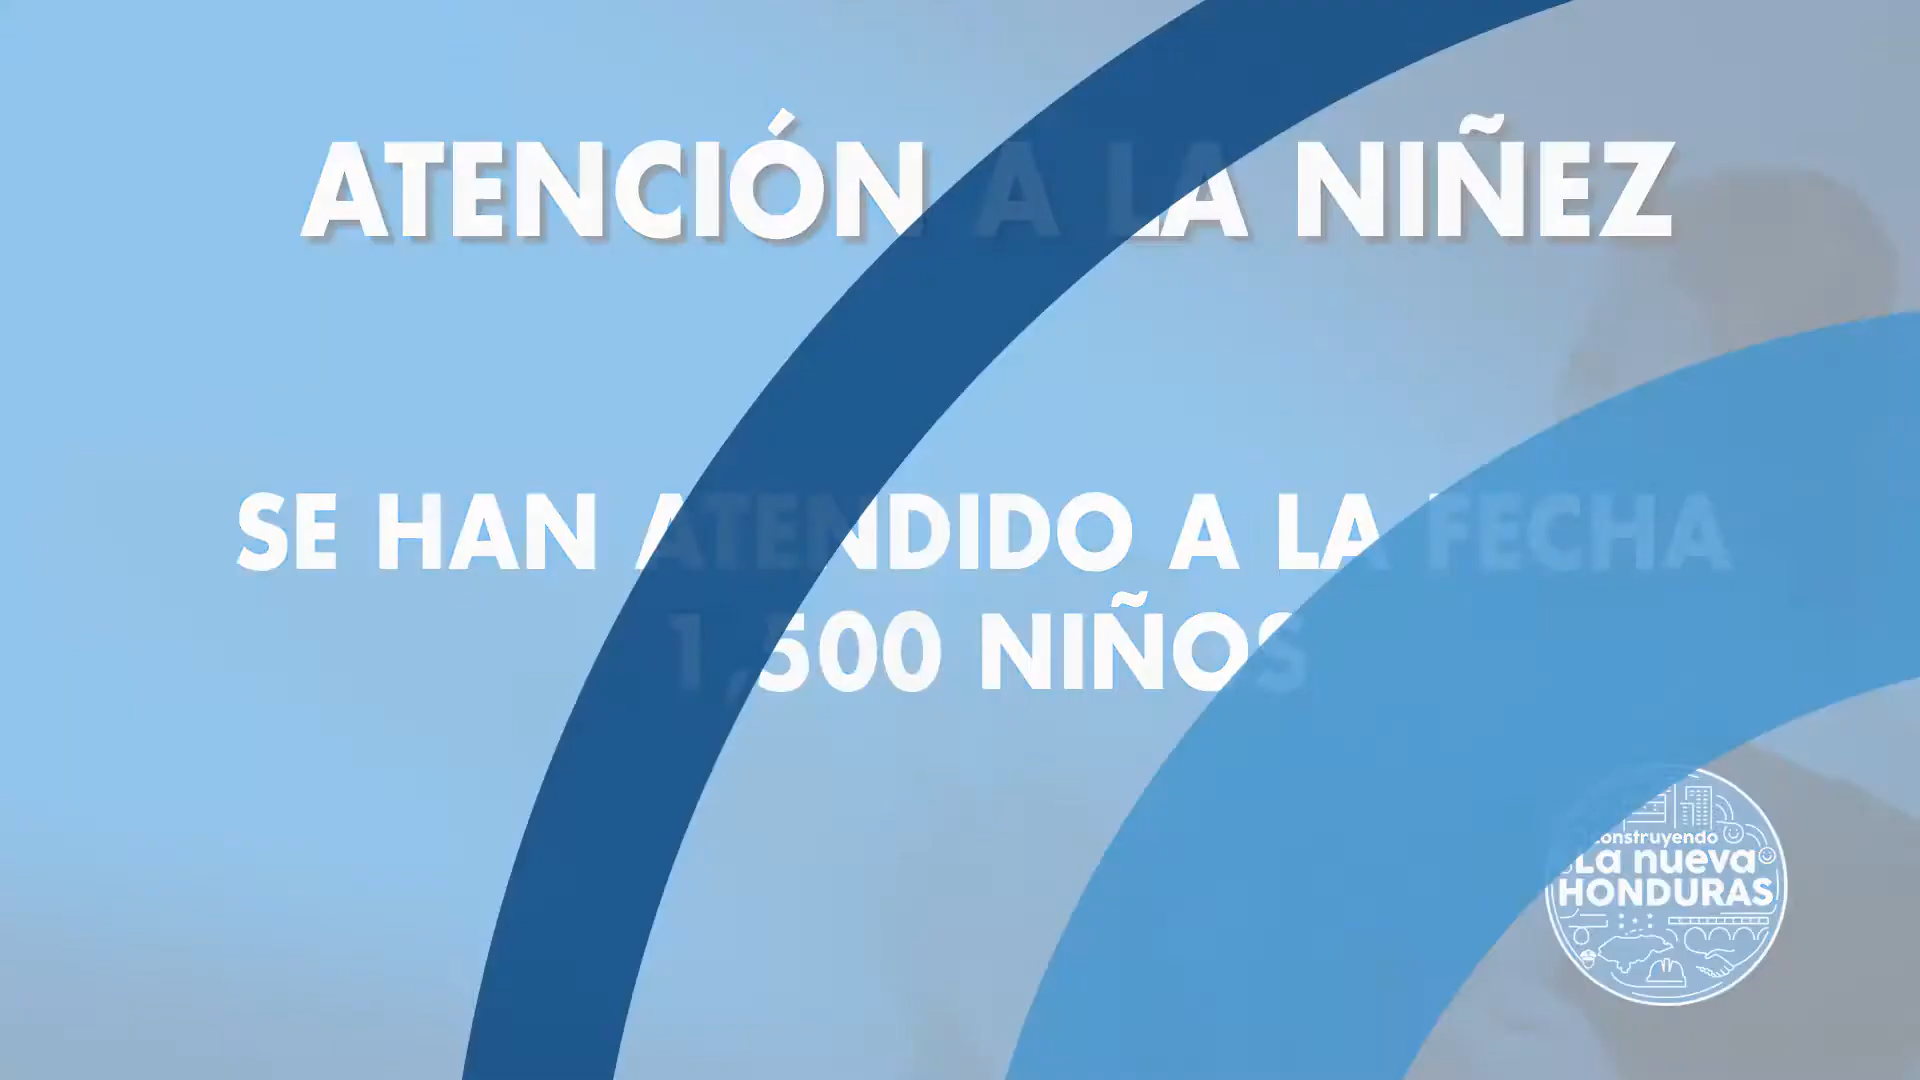 ATENCIÓN A LA NIÑEZ
SE HAN ATENDIDO A LA FECHA
1,500 NIÑOS
construyendo
La nueva
HONDURAS